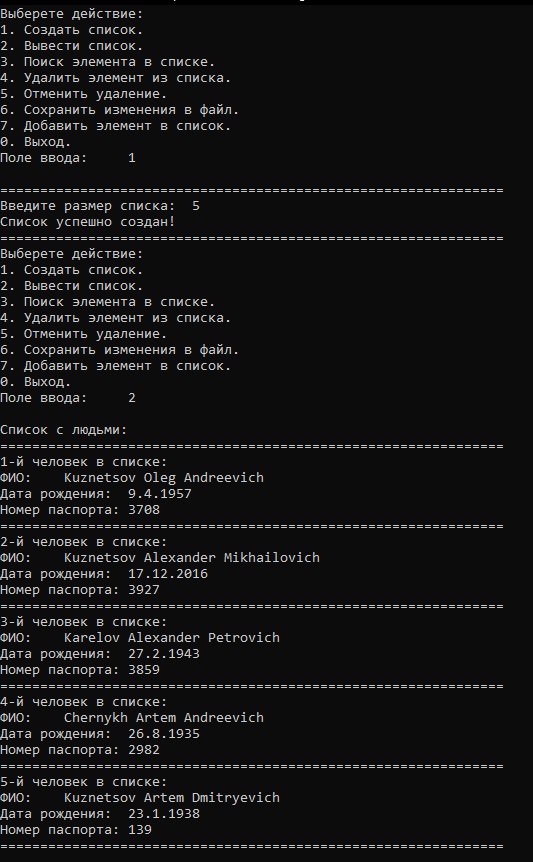 Выберете действие:
1. Создать список.
2. Вывести список.
3. Поиск элемента в списке.
4. Удалить элемент из списка.
5. Отменить удаление.
6. Сохранить изменения в файл.
7. Добавить элемент в список.
0. Выход.
Поле ввода:     1
===============================================================
Введите размер списка:  5
Список успешно создан!
===============================================================
Выберете действие:
1. Создать список.
2. Вывести список.
3. Поиск элемента в списке.
4. Удалить элемент из списка.
5. Отменить удаление.
6. Сохранить изменения в файл.
7. Добавить элемент в список.
0. Выход.
Поле ввода:     2
Список с людьми:
===============================================================
1-й человек в списке:
ФИО:    Kuznetsov Oleg Andreevich
Дата рождения:  9.4.1957
Номер паспорта: 3708
===============================================================
2-й человек в списке:
ФИО:    Kuznetsov Alexander Mikhailovich
Дата рождения:  17.12.2016
Номер паспорта: 3927
===============================================================
3-й человек в списке:
ФИО:    Karelov Alexander Petrovich
Дата рождения:  27.2.1943
Номер паспорта: 3859
===============================================================
4-й человек в списке:
ФИО:    Chernykh Artem Andreevich
Дата рождения:  26.8.1935
Номер паспорта: 2982
===============================================================
5-й человек в списке:
ФИО:    Kuznetsov Artem Dmitryevich
Дата рождения:  23.1.1938
Номер паспорта: 139
===============================================================